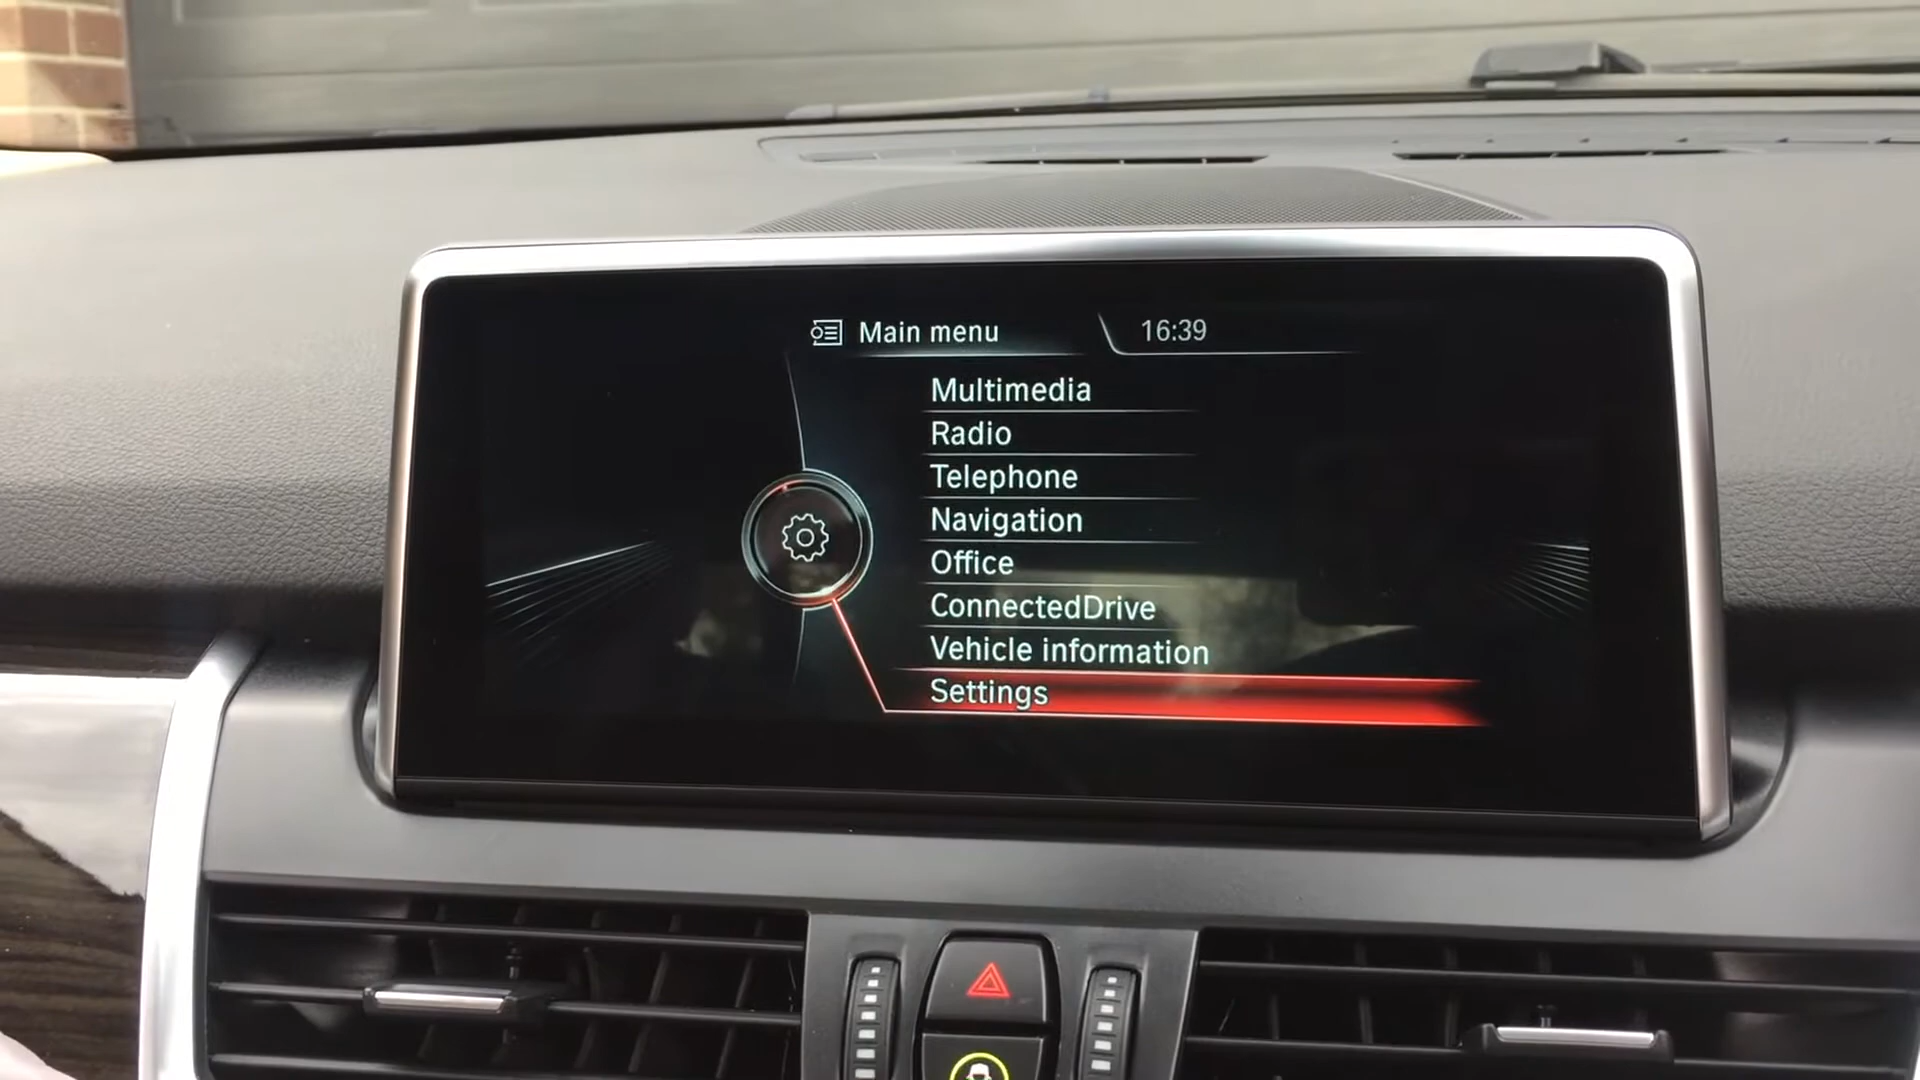 Main menu
16:39
Multimedia
Radio
Telephone
Navigation
Office
ConnectedDrive
Vehicle information
Settings